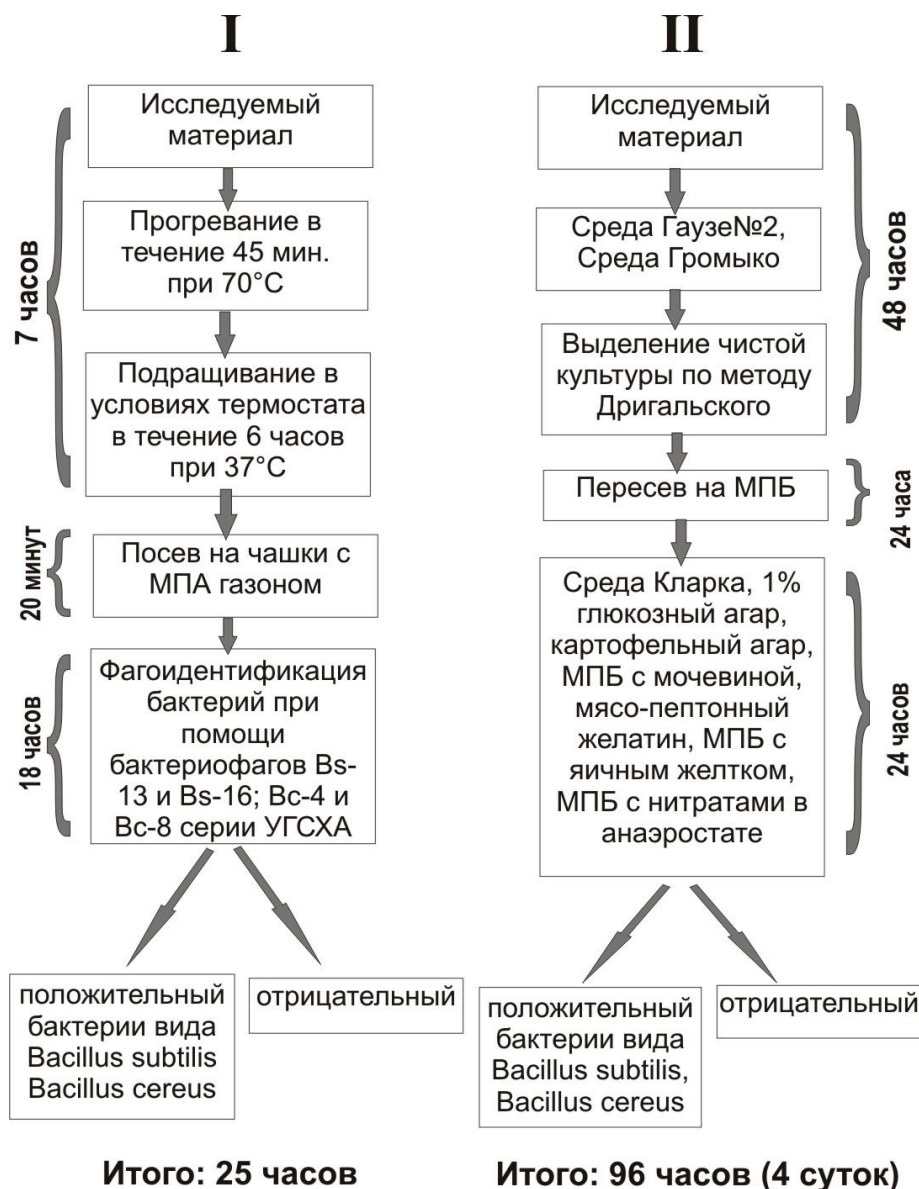 I
Исследуемый
материал
Прогревание в
течение 45 мин.
при 70°С
Подращивание в
условиях термостата
в течение 6 часов
при 37°С
7 часов
Посев на чашки с
МПА газоном
20 минут
Фагоидентификация
бактерий при
помощи
бактериофагов Bs-
13 и Bs-16; Bc-4 и
Bc-8 серии УГСХА
18 часов
положительный
бактерии вида
Bacillus subtilis
Bacillus cereus
отрицательный
Итого: 25 часов
II
Исследуемый
материал
Среда Гаузе№2,
Среда Громыко
Выделение чистой
культуры по методу
Дригальского
48 часов
Пересев на МПБ
24 часа
Среда Кларка, 1%
глюкозный агар,
картофельный агар,
МПБ с мочевиной,
мясо-пептонный
желатин, МПБ с
яичным желтком,
МПБ с нитратами в
анаэростате
24 часов
положительный
бактерии вида
Bacillus subtilis,
Bacillus cereus
отрицательный
Итого: 96 часов (4 суток)